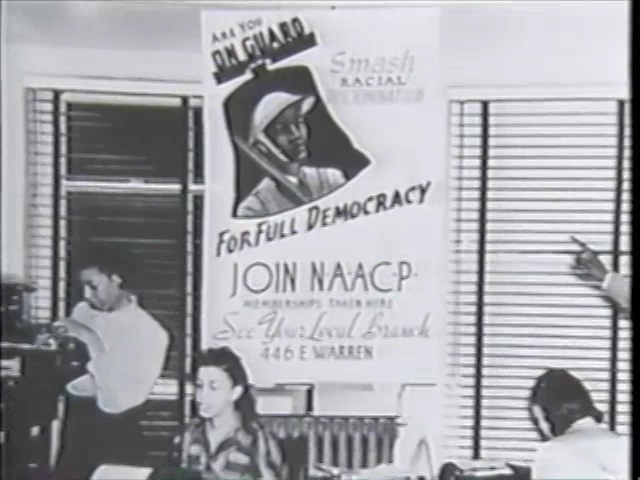 ARE YOU
ON GUARD
Smash
RACIAL
DISCRIMINATION
FOR FULL DEMOCRACY
JOIN N·A·A·C·P·
MEMBERSHIPS TAKEN HERE
See Your Local Branch
446 E WARREN